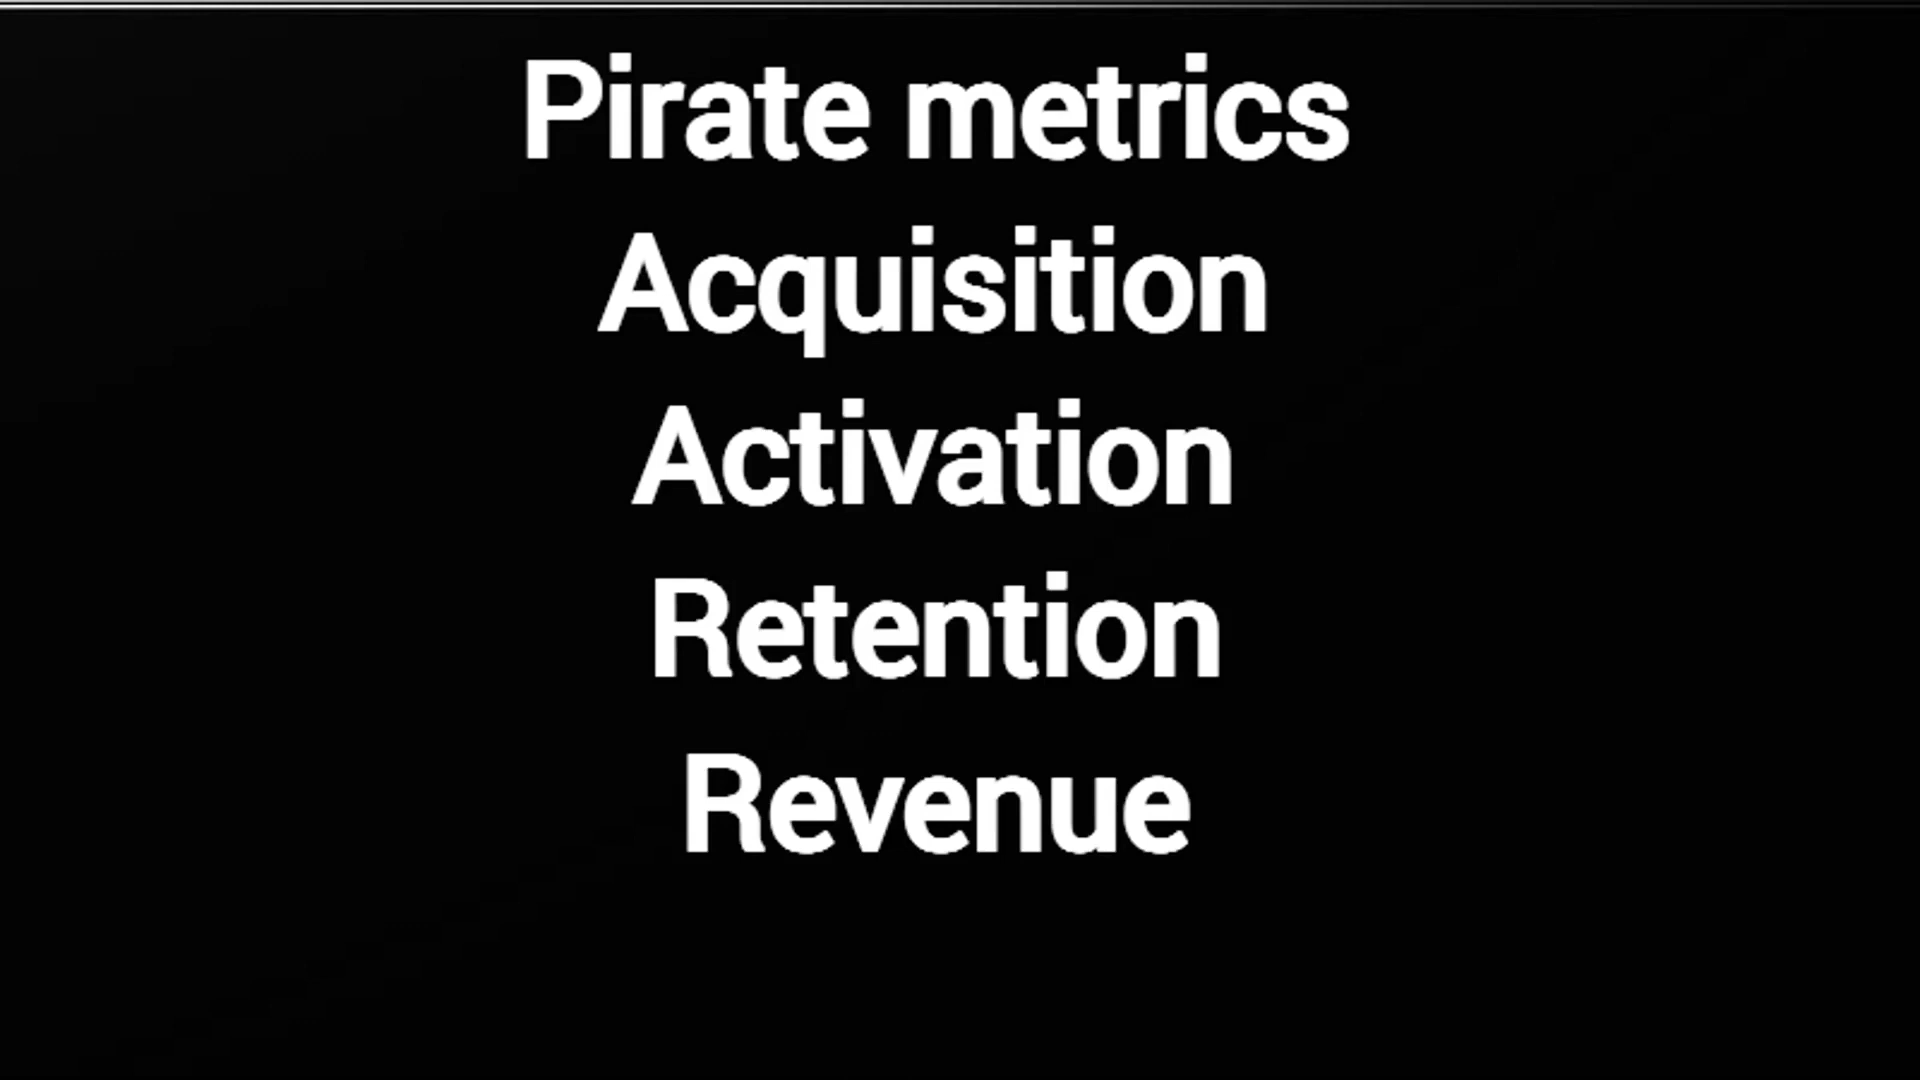 Pirate metrics
Acquisition
Activation
Retention
Revenue